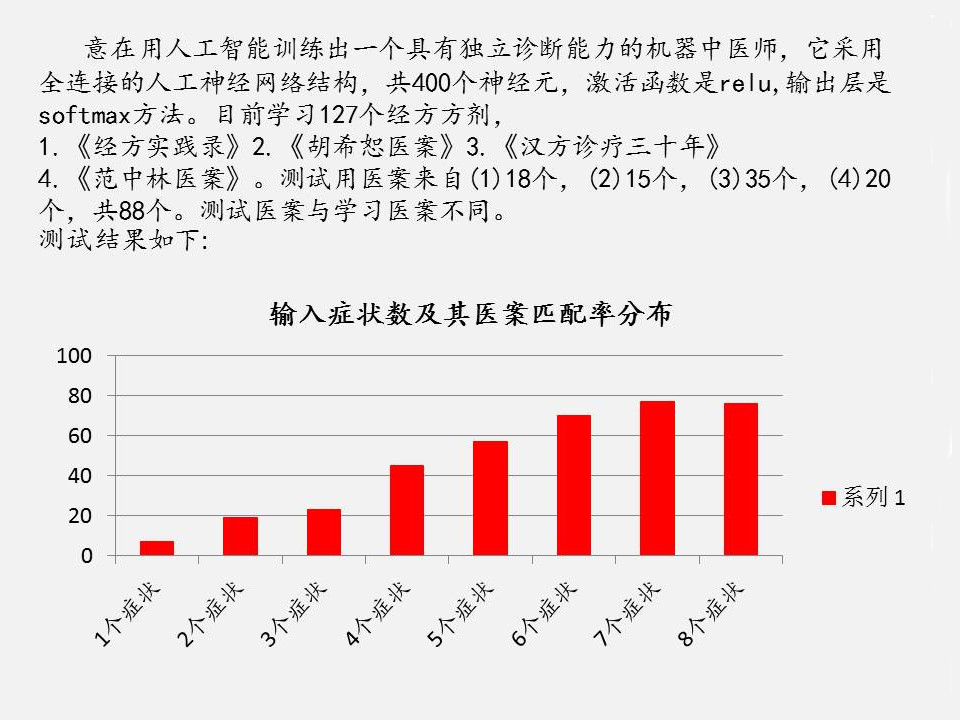 意在用人工智能训练出一个具有独立诊断能力的机器中医师，它采用
全连接的人工神经网络结构，共400个神经元，激活函数是relu,输出层是
softmax方法。目前学习127个经方方剂，
1.《经方实践录》2.《胡希恕医案》3.《汉方诊疗三十年》
4.《范中林医案》。测试用医案来自(1)18个，(2)15个，(3)35个，(4)20
个，共88个。测试医案与学习医案不同。
测试结果如下:
输入症状数及其医案匹配率分布
100
80
60
40
20
0
系列 1
1个症状
2个症状
3个症状
4个症状
5个症状
6个症状
7个症状
8个症状